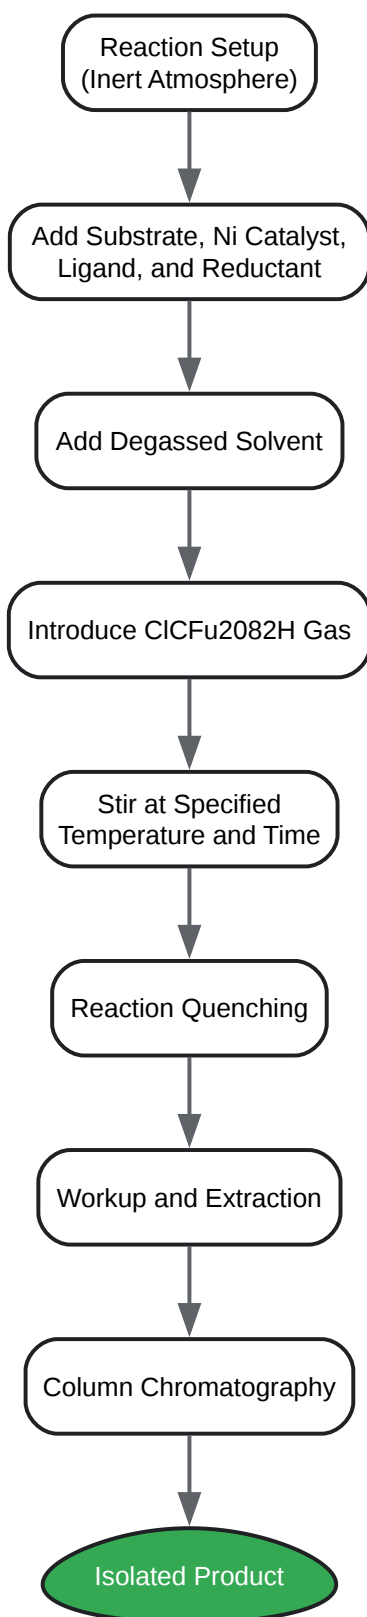 Reaction Setup
(Inert Atmosphere)
Add Substrate, Ni Catalyst,
Ligand, and Reductant
Add Degassed Solvent
Introduce ClCFu2082H Gas
Stir at Specified
Temperature and Time
Reaction Quenching
Workup and Extraction
Column Chromatography
Isolated Product